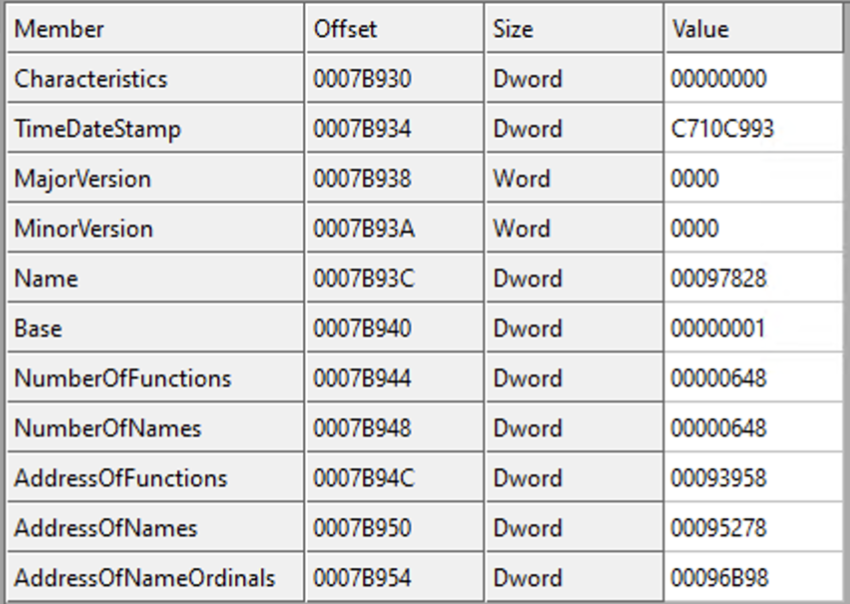 Member Offset Size Value
Characteristics 0007B930 Dword 00000000
TimeDateStamp 0007B934 Dword C710C993
MajorVersion 0007B938 Word 0000
MinorVersion 0007B93A Word 0000
Name 0007B93C Dword 00097828
Base 0007B940 Dword 00000001
NumberOfFunctions 0007B944 Dword 00000648
NumberOfNames 0007B948 Dword 00000648
AddressOfFunctions 0007B94C Dword 00093958
AddressOfNames 0007B950 Dword 00095278
AddressOfNameOrdinals 0007B954 Dword 00096B98